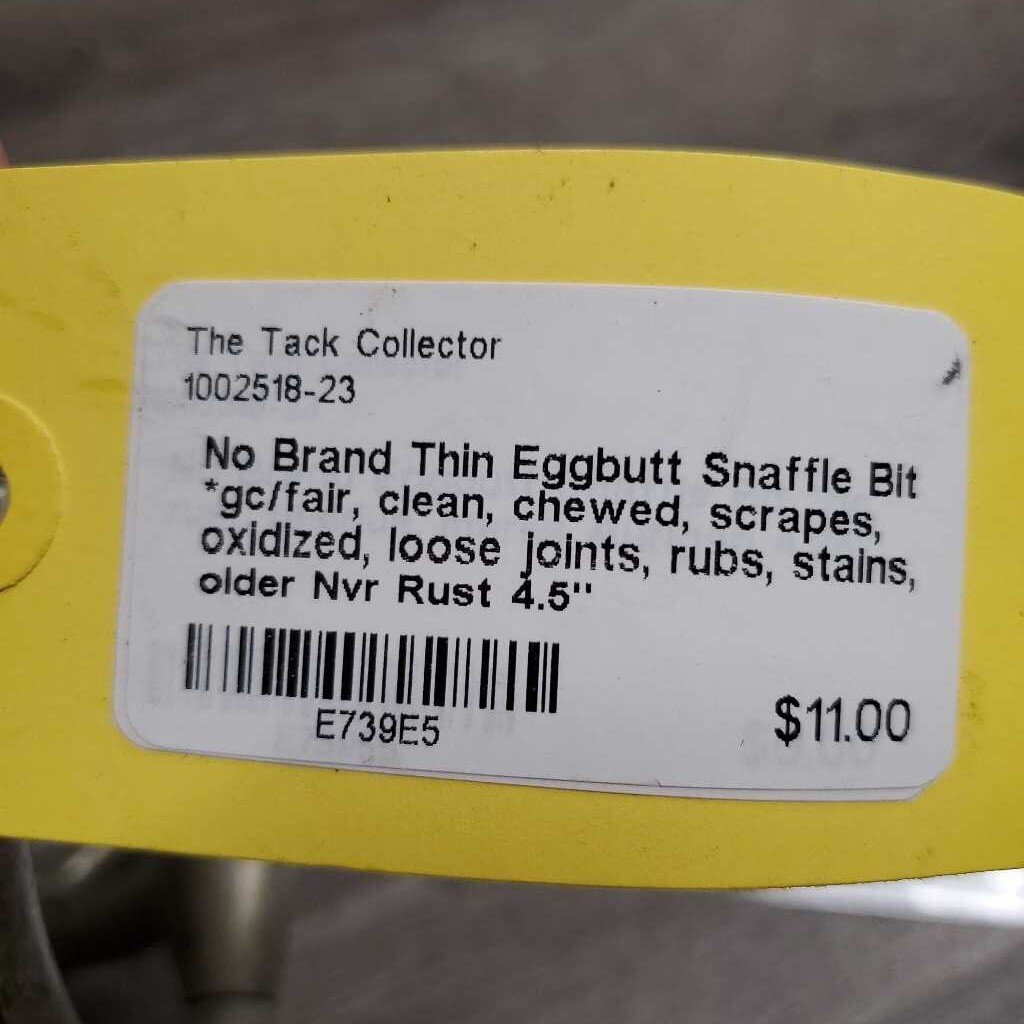 The Tack Collector
1002518-23
No Brand Thin Eggbutt Snaffle Bit
*gc/fair, clean, chewed, scrapes,
oxidized, loose joints, rubs, stains,
older Nvr Rust 4.5"
E739E5
$11.00